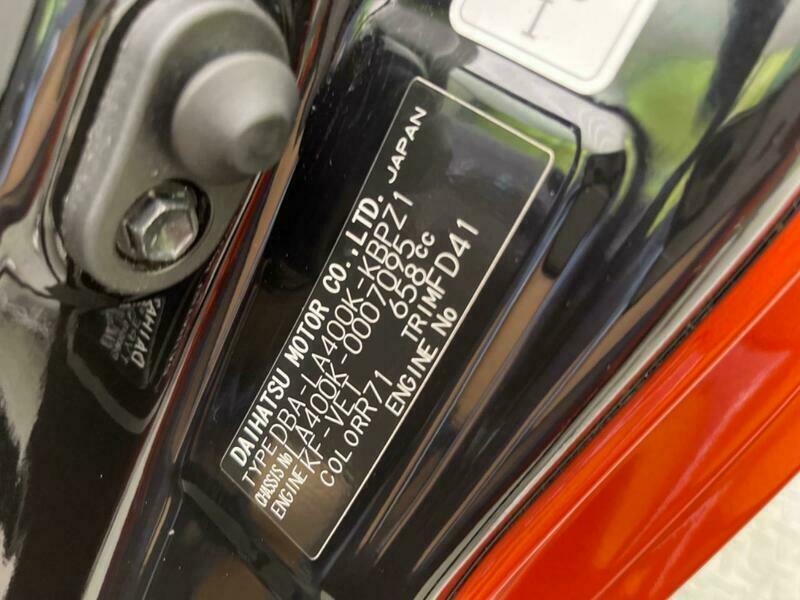 DAIHATSU MOTOR CO.,LTD. JAPAN
TYPE DBA-LA400K-KBPZ1
CHASSIS No LA400K-0007095
ENGINE KF-VET 658cc
COLOR R71 TRIM FD41
ENGINE No